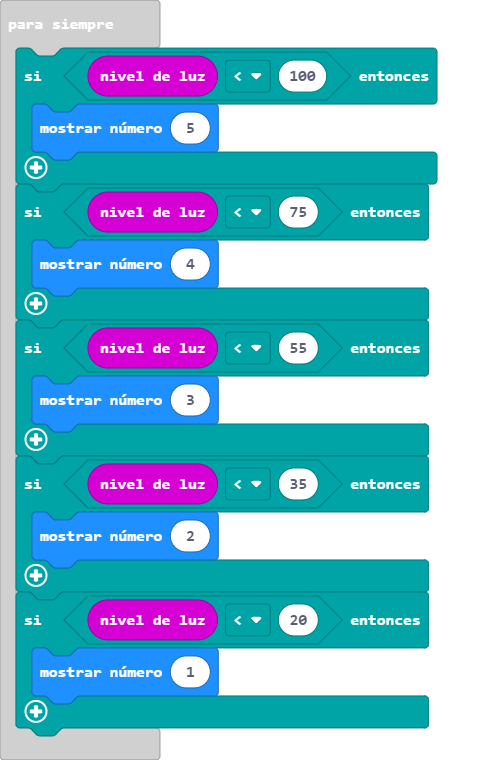 para siempre
si nivel de luz < 100 entonces
mostrar número 5
si nivel de luz < 75 entonces
mostrar número 4
si nivel de luz < 55 entonces
mostrar número 3
si nivel de luz < 35 entonces
mostrar número 2
si nivel de luz < 20 entonces
mostrar número 1